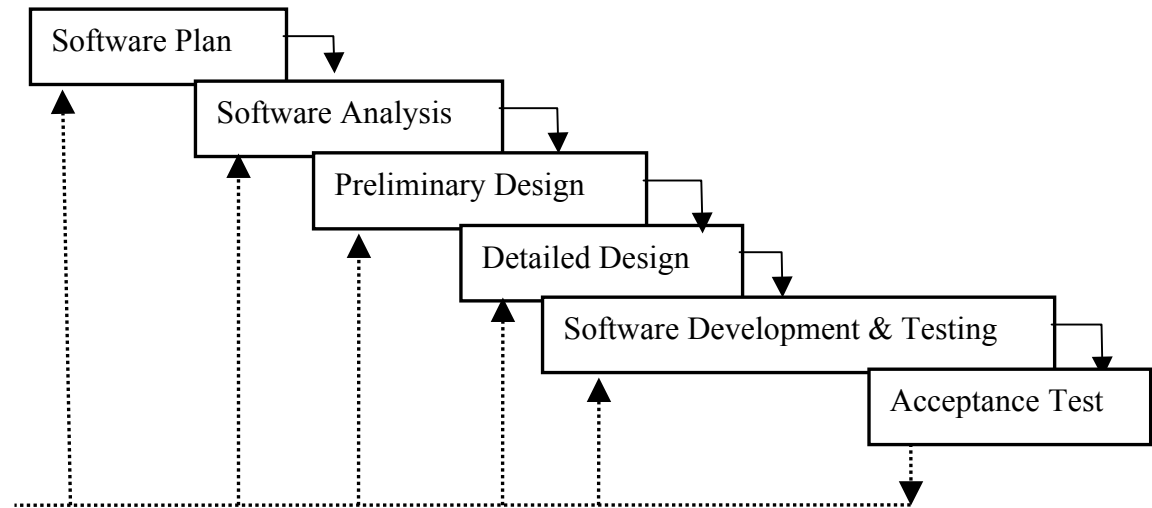 Software Plan
Software Analysis
Preliminary Design
Detailed Design
Software Development & Testing
Acceptance Test